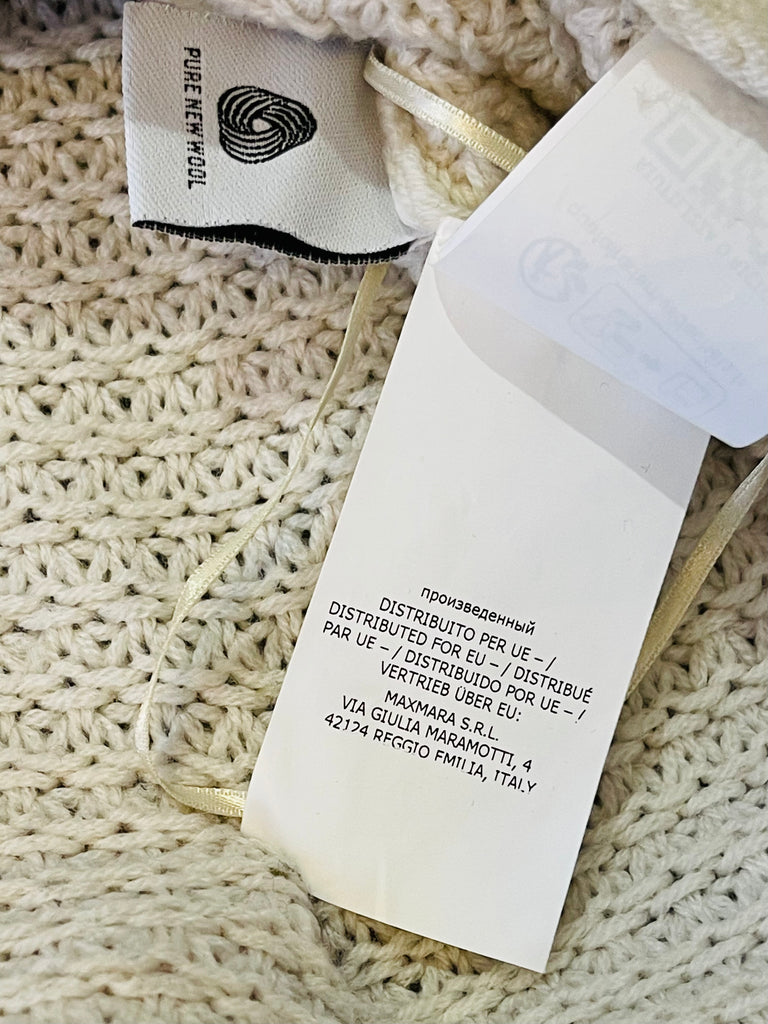 PURE NEW WOOL
произведенный
DISTRIBUITO PER UE – /
DISTRIBUTED FOR EU – / DISTRIBUÉ
PAR UE – / DISTRIBUIDO POR UE – /
VERTRIEB ÜBER EU:
MAXMARA S.R.L.
VIA GIULIA MARAMOTTI, 4
42124 REGGIO EMILIA, ITALY